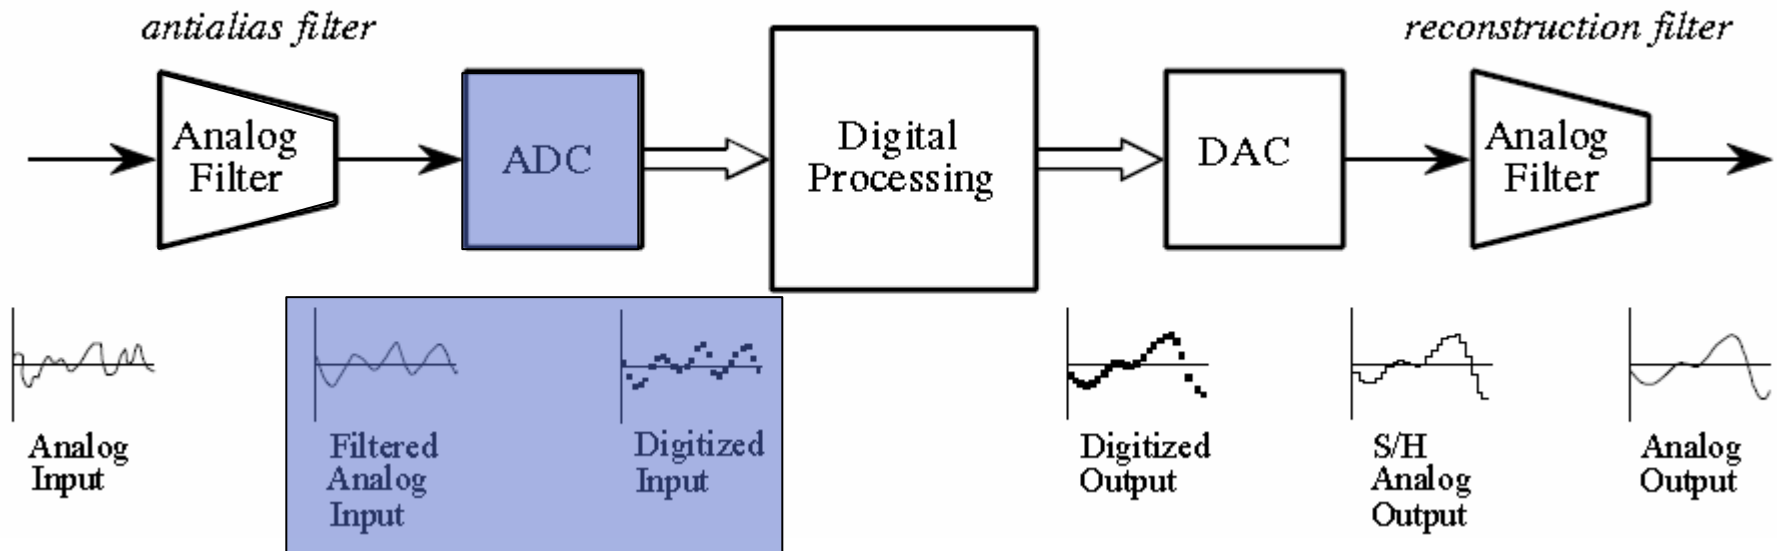 antialias filter
reconstruction filter
Analog
Filter
ADC
Digital
Processing
DAC
Analog
Filter
Analog
Input
Filtered
Analog
Input
Digitized
Input
Digitized
Output
S/H
Analog
Output
Analog
Output